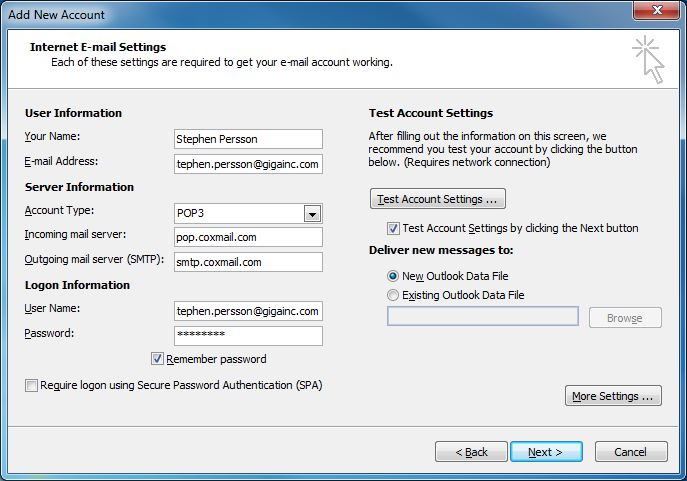 Add New Account
Internet E-mail Settings
Each of these settings are required to get your e-mail account working.
User Information
Your Name:
Stephen Persson
E-mail Address:
tephen.persson@gigainc.com
Server Information
Account Type:
POP3
Incoming mail server:
pop.coxmail.com
Outgoing mail server (SMTP):
smtp.coxmail.com
Logon Information
User Name:
tephen.persson@gigainc.com
Password:
********
Remember password
Require logon using Secure Password Authentication (SPA)
Test Account Settings
After filling out the information on this screen, we
recommend you test your account by clicking the button
below. (Requires network connection)
Test Account Settings ...
Test Account Settings by clicking the Next button
Deliver new messages to:
New Outlook Data File
Existing Outlook Data File
Browse
More Settings ...
< Back
Next >
Cancel